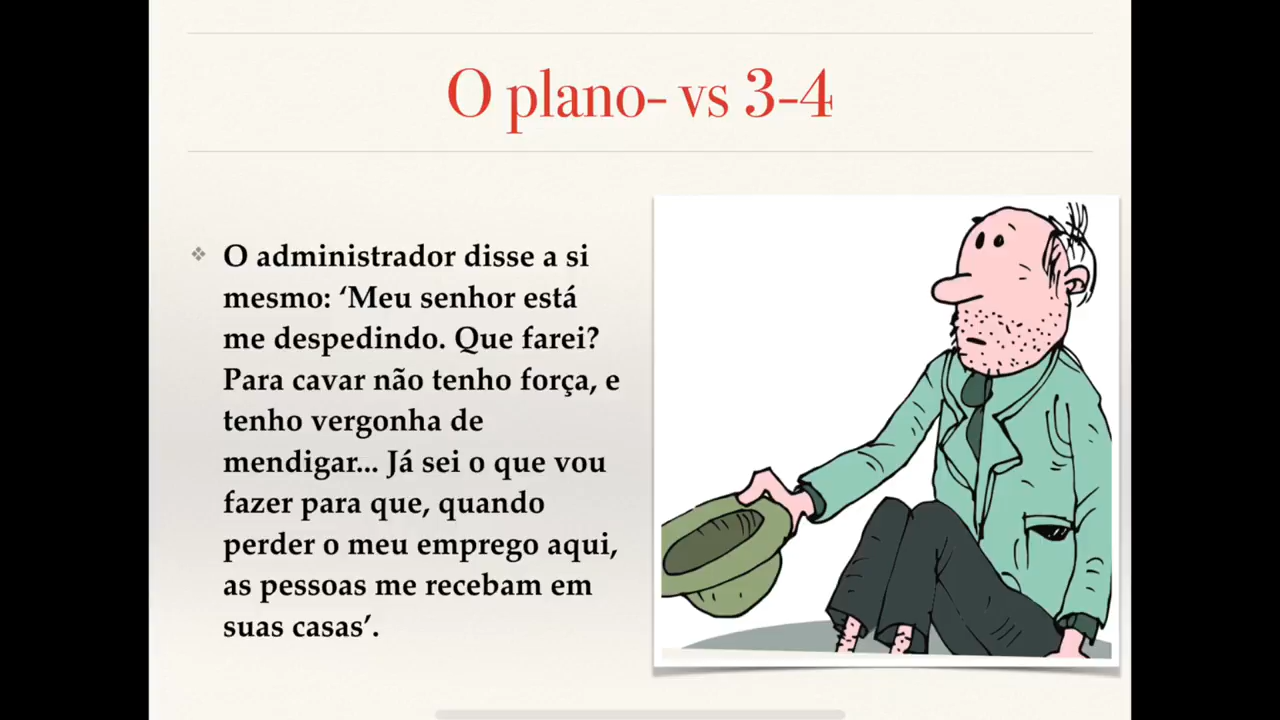 O plano- vs 3-4
O administrador disse a si
mesmo: ‘Meu senhor está
me despedindo. Que farei?
Para cavar não tenho força, e
tenho vergonha de
mendigar... Já sei o que vou
fazer para que, quando
perder o meu emprego aqui,
as pessoas me recebam em
suas casas’.